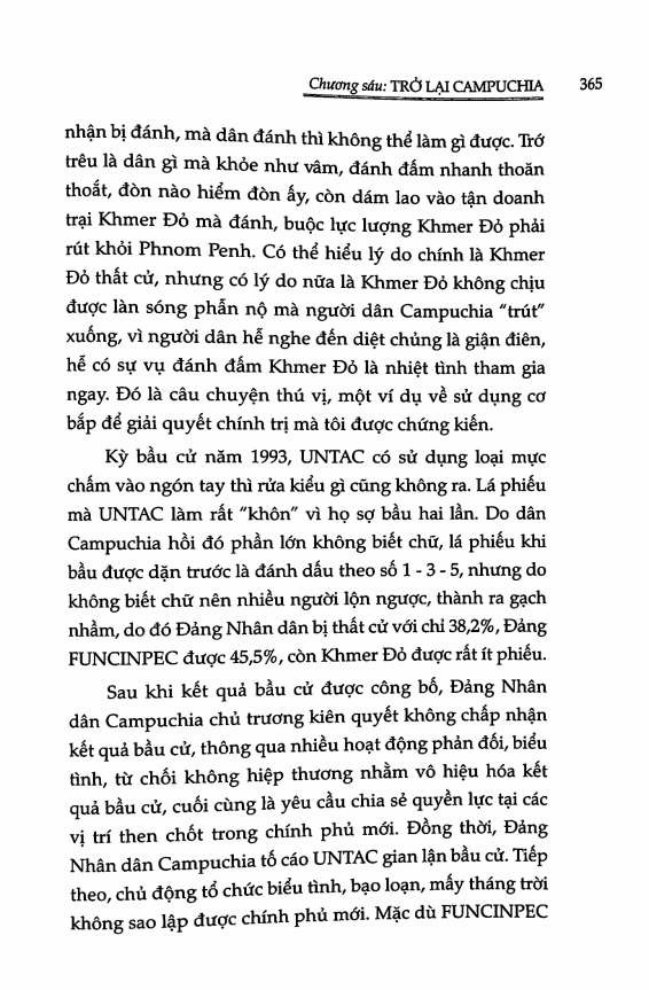 Chương sáu: TRỞ LẠI CAMPUCHIA 365
nhận bị đánh, mà dân đánh thì không thể làm gì được. Trớ
trêu là dân gì mà khỏe như vâm, đánh đấm nhanh thoăn
thoắt, đòn nào hiểm đòn ấy, còn dám lao vào tận doanh
trại Khmer Đỏ mà đánh, buộc lực lượng Khmer Đỏ phải
rút khỏi Phnom Penh. Có thể hiểu lý do chính là Khmer
Đỏ thất cử, nhưng có lý do nữa là Khmer Đỏ không chịu
được làn sóng phẫn nộ mà người dân Campuchia "trút"
xuống, vì người dân hễ nghe đến diệt chủng là giận điên,
hễ có sự vụ đánh đấm Khmer Đỏ là nhiệt tình tham gia
ngay. Đó là câu chuyện thú vị, một ví dụ về sử dụng cơ
bắp để giải quyết chính trị mà tôi được chứng kiến.
Kỳ bầu cử năm 1993, UNTAC có sử dụng loại mực
chấm vào ngón tay thì rửa kiểu gì cũng không ra. Lá phiếu
mà UNTAC làm rất "khôn" vì họ sợ bầu hai lần. Do dân
Campuchia hồi đó phần lớn không biết chữ, lá phiếu khi
bầu được dặn trước là đánh dấu theo số 1 - 3 - 5, nhưng do
không biết chữ nên nhiều người lộn ngược, thành ra gạch
nhầm, do đó Đảng Nhân dân bị thất cử với chỉ 38,2%, Đảng
FUNCINPEC được 45,5%, còn Khmer Đỏ được rất ít phiếu.
Sau khi kết quả bầu cử được công bố, Đảng Nhân
dân Campuchia chủ trương kiên quyết không chấp nhận
kết quả bầu cử, thông qua nhiều hoạt động phản đối, biểu
tình, từ chối không hiệp thương nhằm vô hiệu hóa kết
quả bầu cử, cuối cùng là yêu cầu chia sẻ quyền lực tại các
vị trí then chốt trong chính phủ mới. Đồng thời, Đảng
Nhân dân Campuchia tố cáo UNTAC gian lận bầu cử. Tiếp
theo, chủ động tổ chức biểu tình, bạo loạn, mấy tháng trời
không sao lập được chính phủ mới. Mặc dù FUNCINPEC